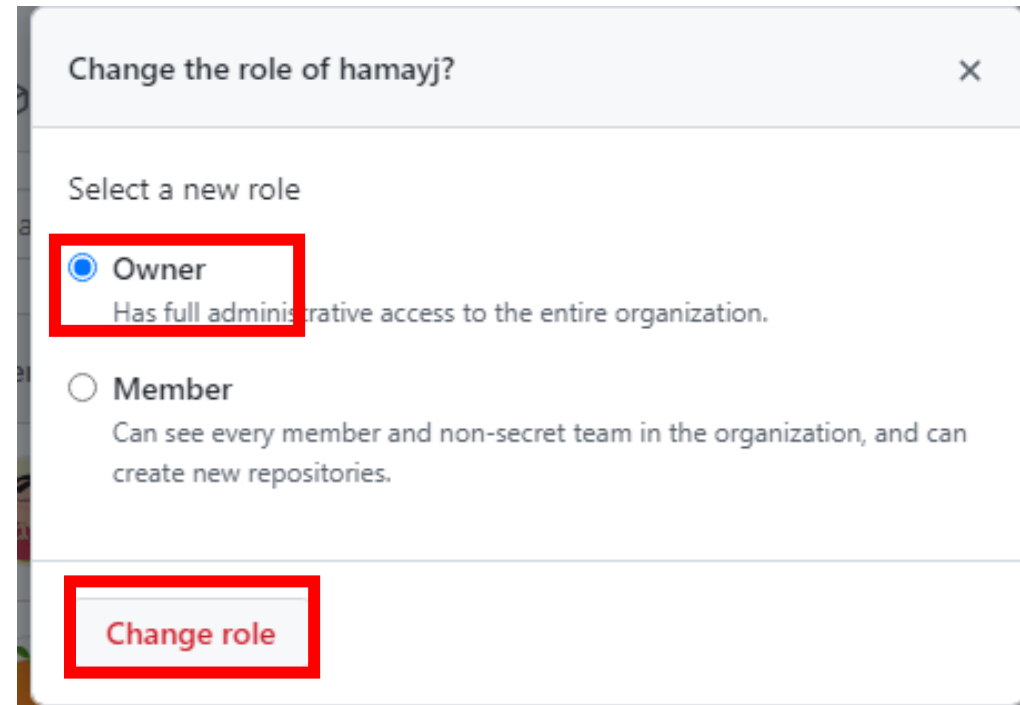 Change the role of hamayj?
Select a new role
Owner
Has full administrative access to the entire organization.
Member
Can see every member and non-secret team in the organization, and can
create new repositories.
Change role